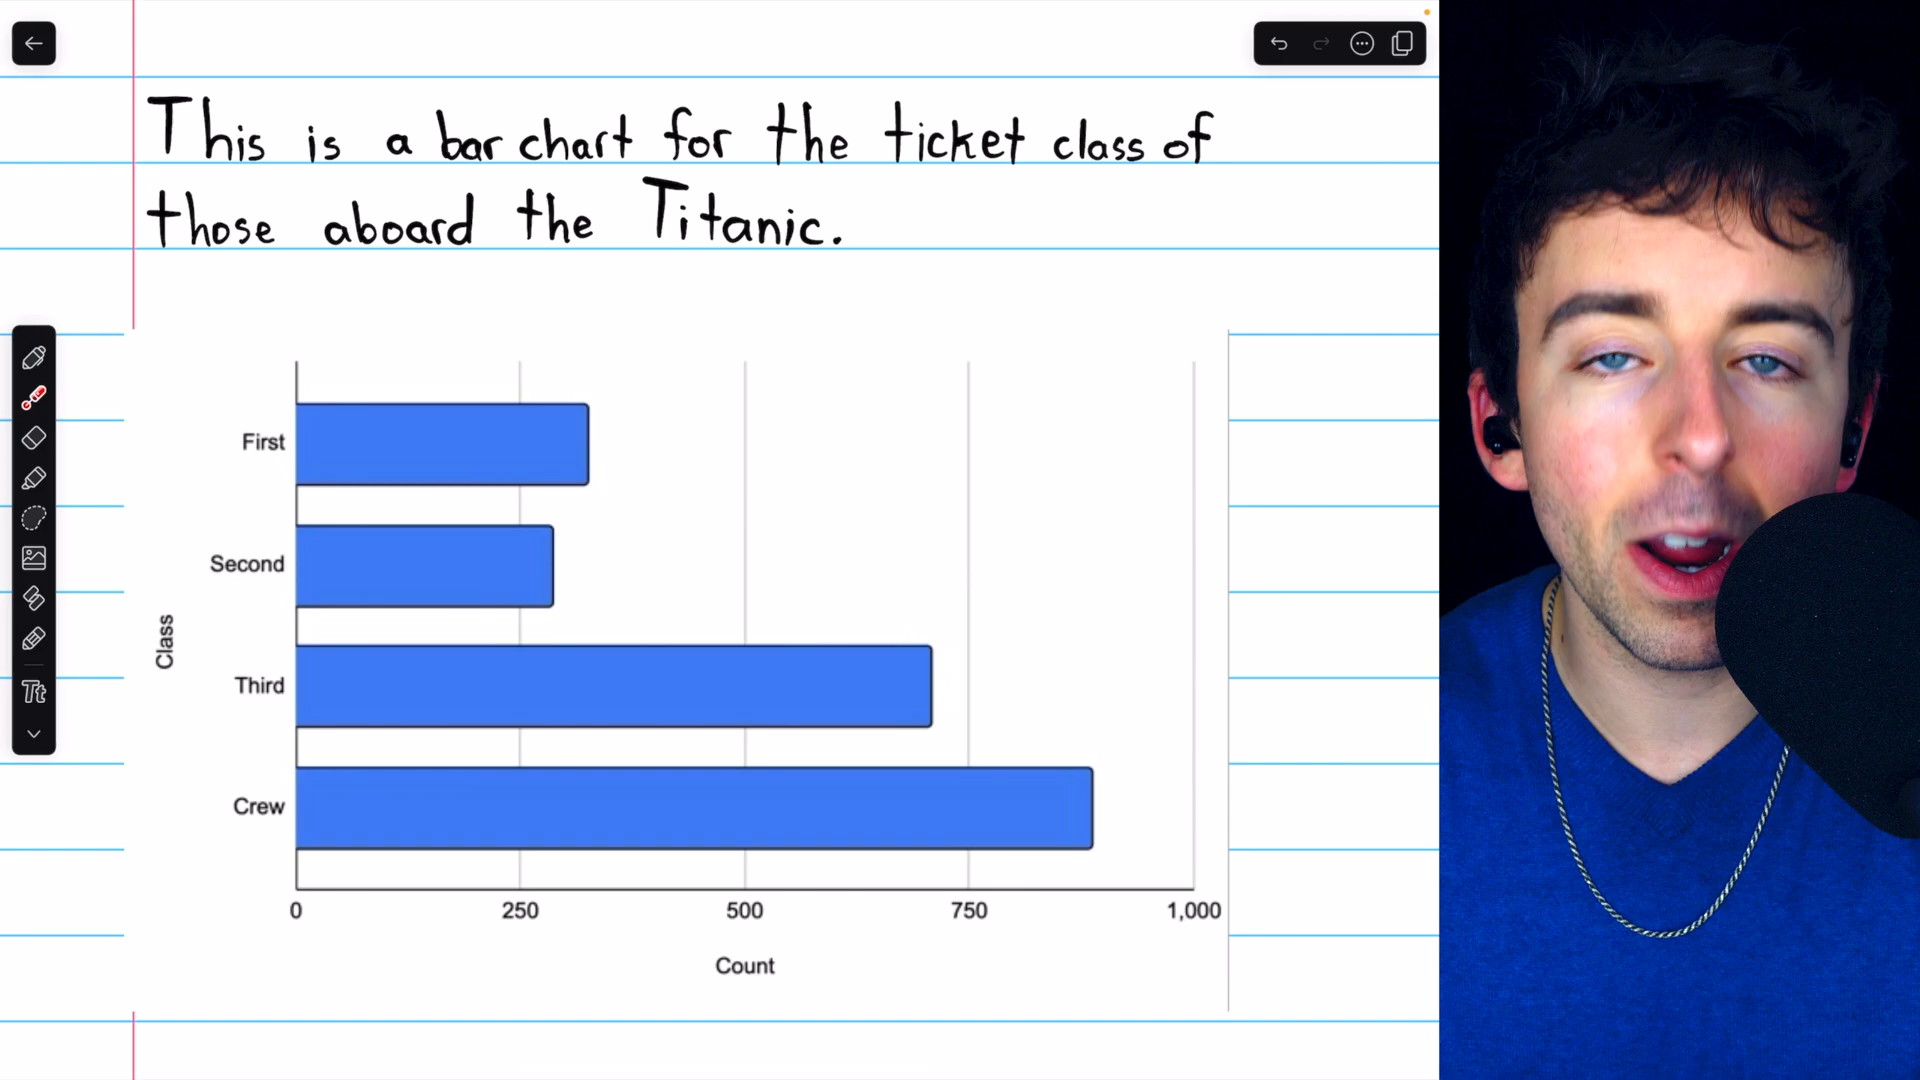 This is a bar chart for the ticket class of
those aboard the Titanic.
First
Second
Third
Crew
Class
0 250 500 750 1,000
Count
Tt